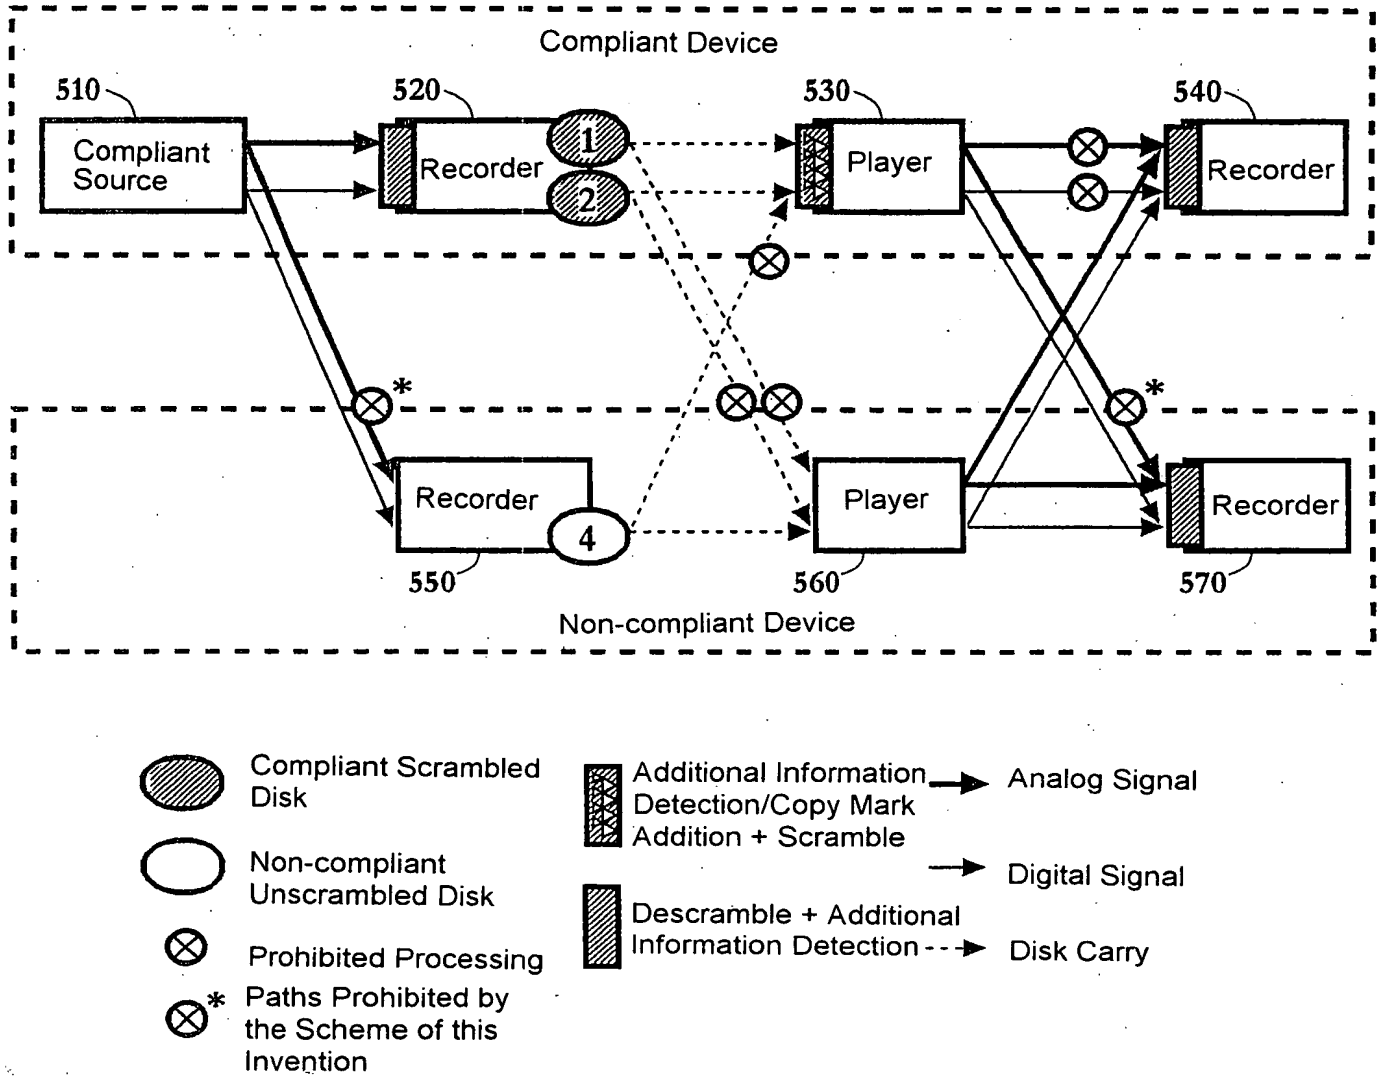 Compliant Device
510
520
530
540
Compliant
Source
Recorder
1
2
Player
Recorder
*
*
Recorder
4
Player
Recorder
550
560
570
Non-compliant Device
Compliant Scrambled
Disk
Non-compliant
Unscrambled Disk
Prohibited Processing
* Paths Prohibited by
the Scheme of this
Invention
Additional Information
Detection/Copy Mark
Addition + Scramble
Descramble + Additional
Information Detection
Analog Signal
Digital Signal
Disk Carry